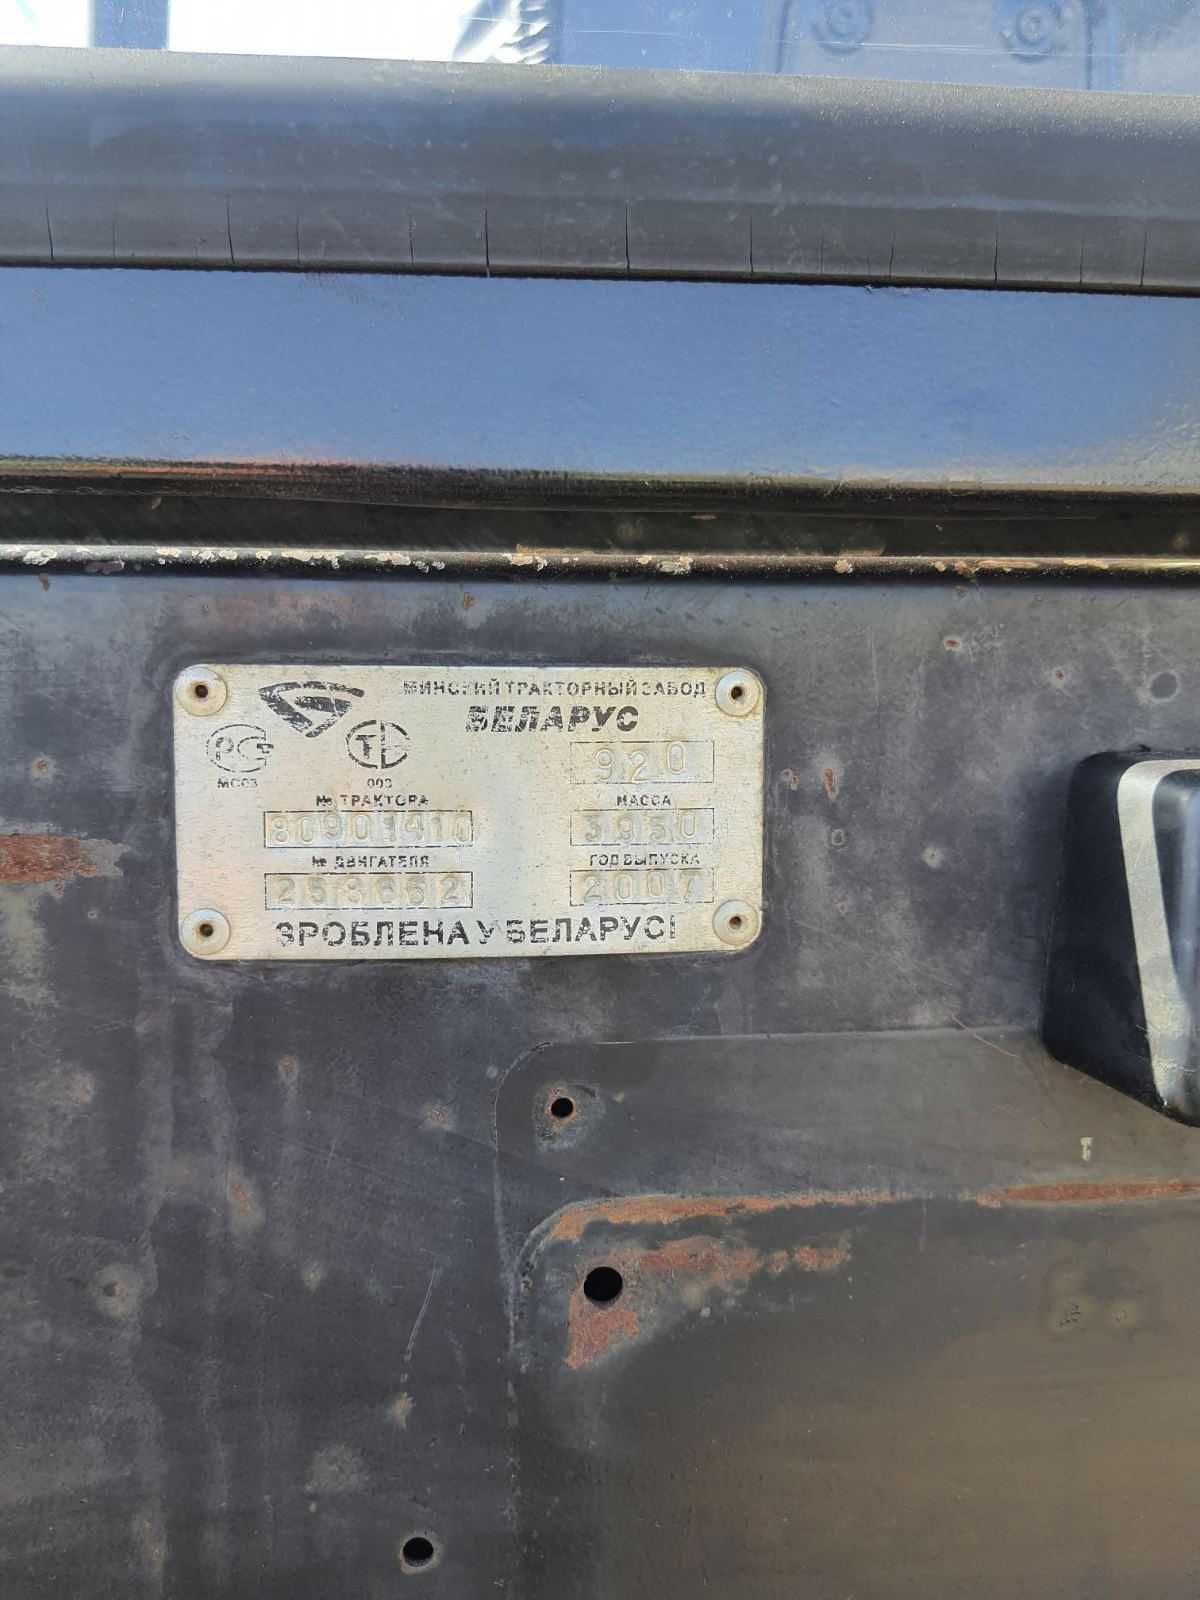 МИНСКИЙ ТРАКТОРНЫЙ ЗАВОД
БЕЛАРУС
920
МС03
003
№ ТРАКТОРА
80901410
МАССА
3950
№ ДВИГАТЕЛЯ
ГОД ВЫПУСКА
2007
ЗРОБЛЕНА У БЕЛАРУСІ